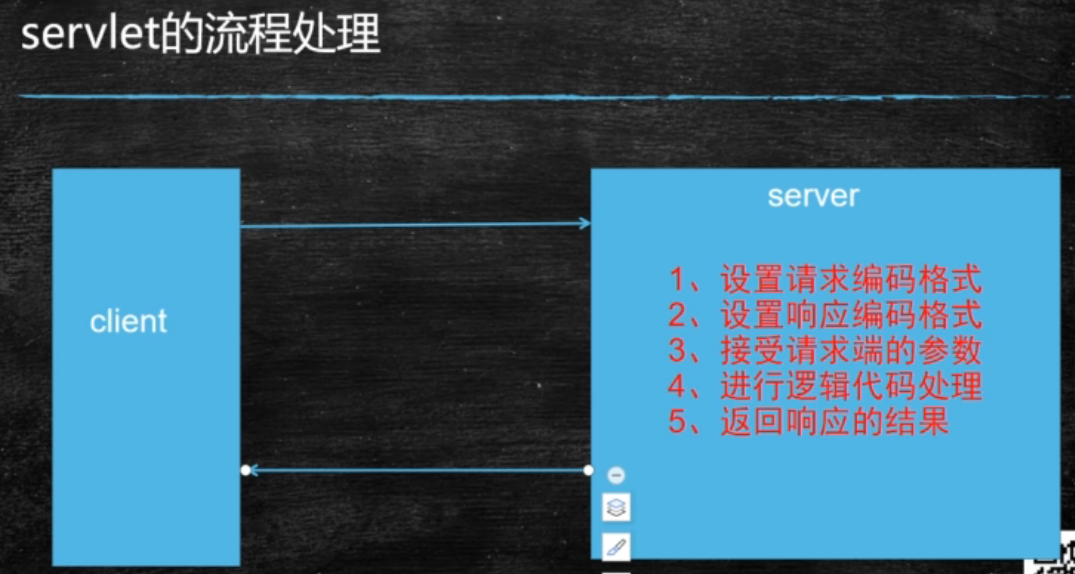 servlet的流程处理
server
client
1、设置请求编码格式
2、设置响应编码格式
3、接受请求端的参数
4、进行逻辑代码处理
5、返回响应的结果